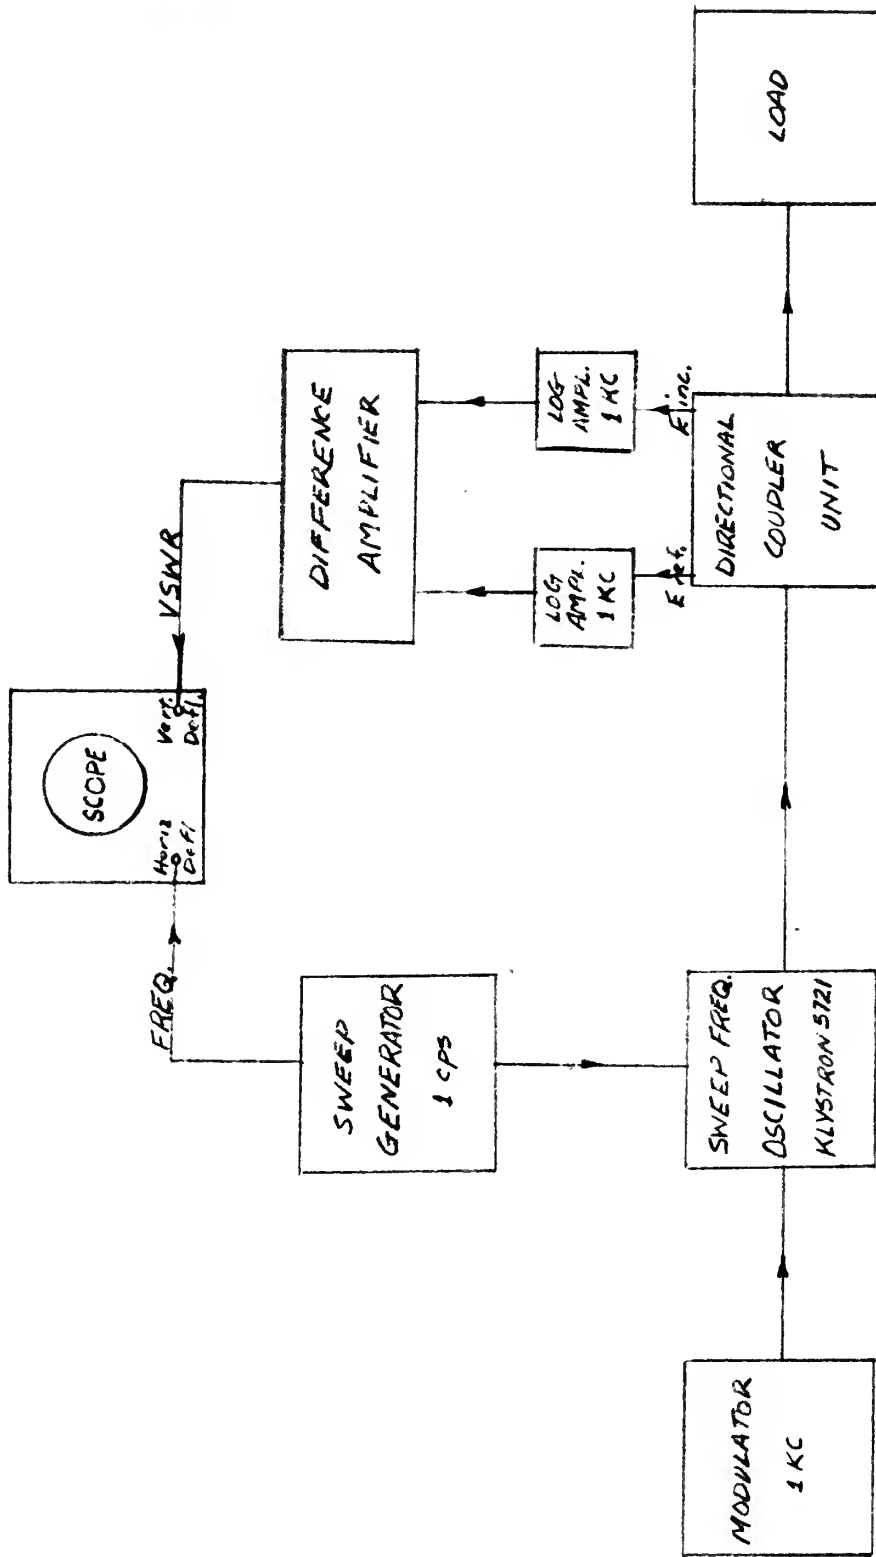 SCOPE
Horiz
Defl
Vert.
Defl.
FREQ.
VSWR
SWEEP
GENERATOR
1 CPS
DIFFERENCE
AMPLIFIER
LOG
AMPL.
1 KC
LOG
AMPL.
1 KC
E ref.
E inc.
MODULATOR
1 KC
SWEEP FREQ.
OSCILLATOR
KLYSTRON 5721
DIRECTIONAL
COUPLER
UNIT
LOAD